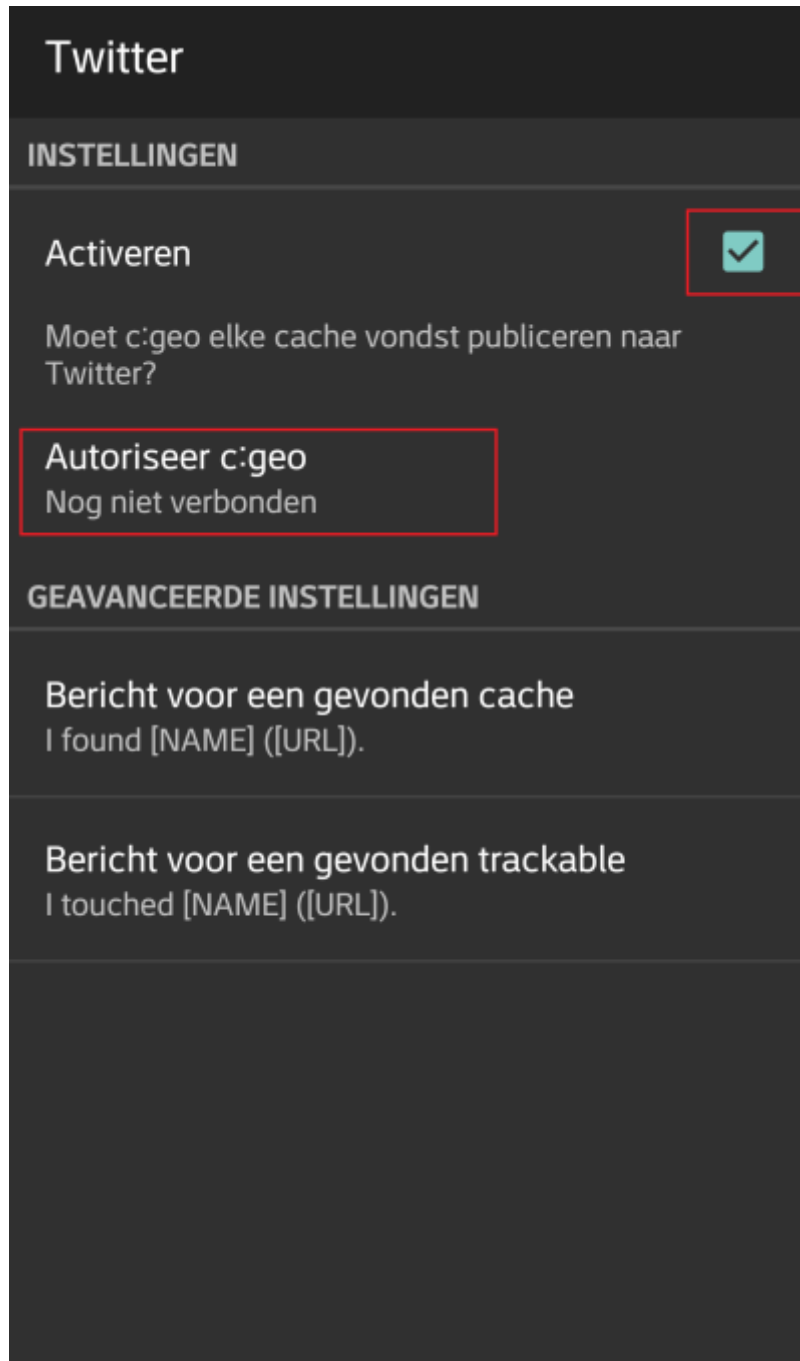 Twitter
INSTELLINGEN
Activeren
Moet c:geo elke cache vondst publiceren naar
Twitter?
Autoriseer c:geo
Nog niet verbonden
GEAVANCEERDE INSTELLINGEN
Bericht voor een gevonden cache
I found [NAME] ([URL]).
Bericht voor een gevonden trackable
I touched [NAME] ([URL]).